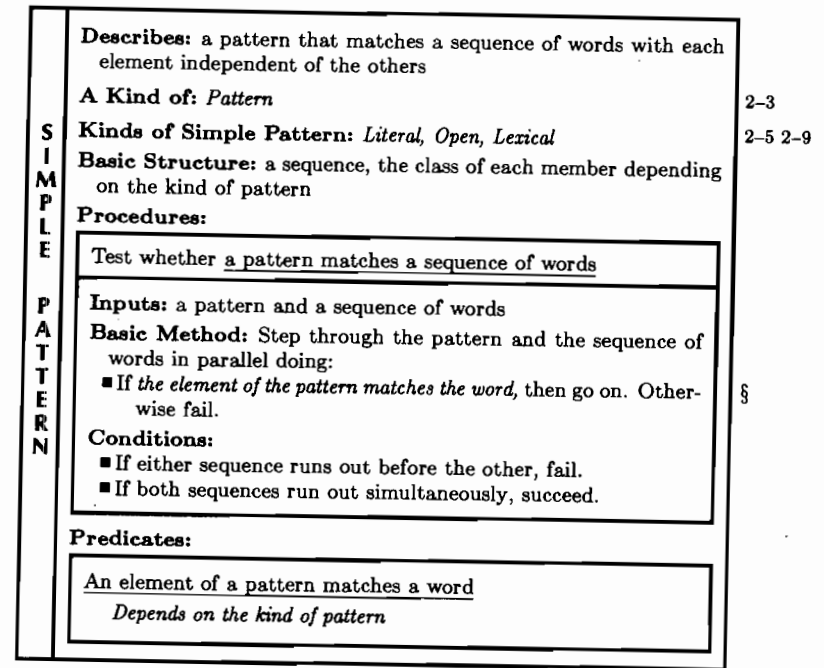 SIMPLE PATTERN
Describes: a pattern that matches a sequence of words with each
element independent of the others
A Kind of: Pattern 2–3
Kinds of Simple Pattern: Literal, Open, Lexical 2–5 2–9
Basic Structure: a sequence, the class of each member depending
on the kind of pattern
Procedures:
Test whether a pattern matches a sequence of words
Inputs: a pattern and a sequence of words
Basic Method: Step through the pattern and the sequence of
words in parallel doing:
■ If the element of the pattern matches the word, then go on. Other-
wise fail. §
Conditions:
■ If either sequence runs out before the other, fail.
■ If both sequences run out simultaneously, succeed.
Predicates:
An element of a pattern matches a word
Depends on the kind of pattern